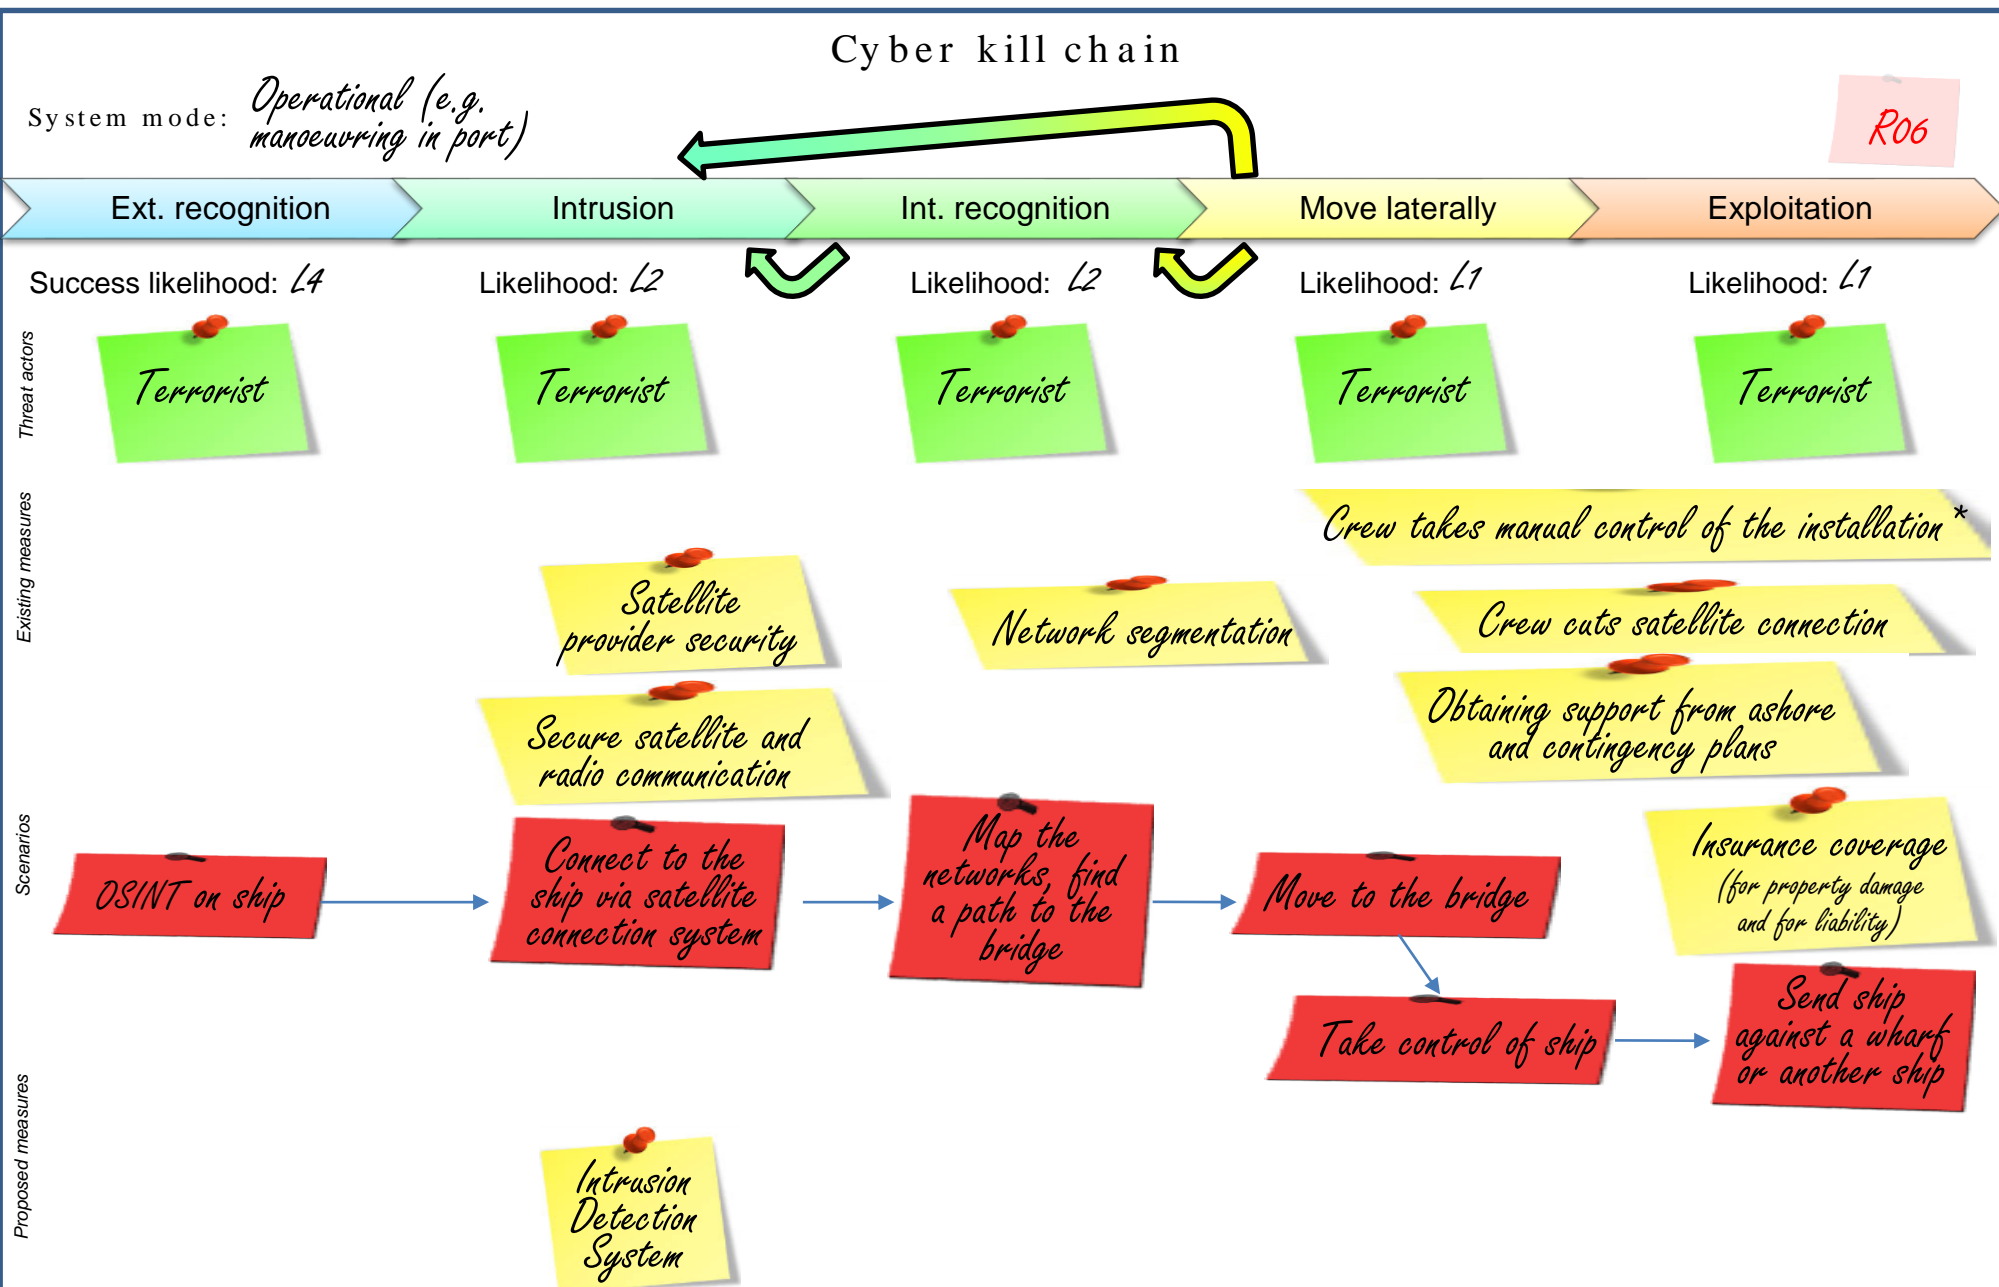 Cyber kill chain
System mode: Operational (e.g.
manoeuvring in port)
R06
Ext. recognition
Intrusion
Int. recognition
Move laterally
Exploitation
Success likelihood: L4
Likelihood: L2
Likelihood: L2
Likelihood: L1
Likelihood: L1
Threat actors
Terrorist
Terrorist
Terrorist
Terrorist
Terrorist
Existing measures
Satellite
provider security
Secure satellite and
radio communication
Network segmentation
Crew takes manual control of the installation *
Crew cuts satellite connection
Obtaining support from ashore
and contingency plans
Insurance coverage
(for property damage
and for liability)
Scenarios
OSINT on ship
Connect to the
ship via satellite
connection system
Map the
networks, find
a path to the
bridge
Move to the bridge
Take control of ship
Send ship
against a wharf
or another ship
Proposed measures
Intrusion
Detection
System